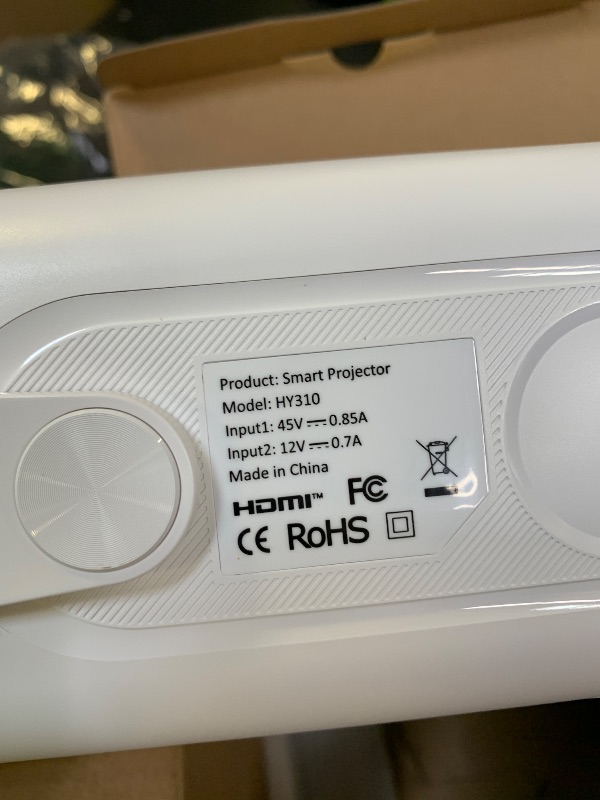 Product: Smart Projector
Model: HY310
Input1: 45V⎓0.85A
Input2: 12V⎓0.7A
Made in China
HDMI™ FC
CE RoHS